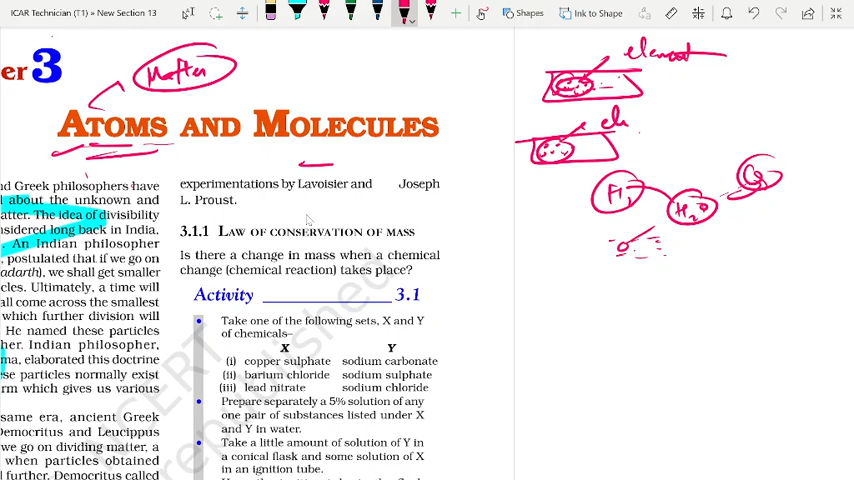 ICAR Technician (T1) » New Section 13
Shapes
Ink to Shape
er 3
Matter
ATOMS AND MOLECULES
nd Greek philosophers have
l about the unknown and
atter. The idea of divisibility
nsidered long back in India,
. An Indian philosopher
, postulated that if we go on
adarth), we shall get smaller
cles. Ultimately, a time will
all come across the smallest
which further division will
He named these particles
her. Indian philosopher,
ma, elaborated this doctrine
se particles normally exist
rm which gives us various
same era, ancient Greek
Democritus and Leucippus
we go on dividing matter, a
when particles obtained
l further. Democritus called
experimentations by Lavoisier and Joseph
L. Proust.
3.1.1 LAW OF CONSERVATION OF MASS
Is there a change in mass when a chemical
change (chemical reaction) takes place?
Activity 3.1
• Take one of the following sets, X and Y
of chemicals–
X Y
(i) copper sulphate sodium carbonate
(ii) barium chloride sodium sulphate
(iii) lead nitrate sodium chloride
• Prepare separately a 5% solution of any
one pair of substances listed under X
and Y in water.
• Take a little amount of solution of Y in
a conical flask and some solution of X
in an ignition tube.
element
H2O